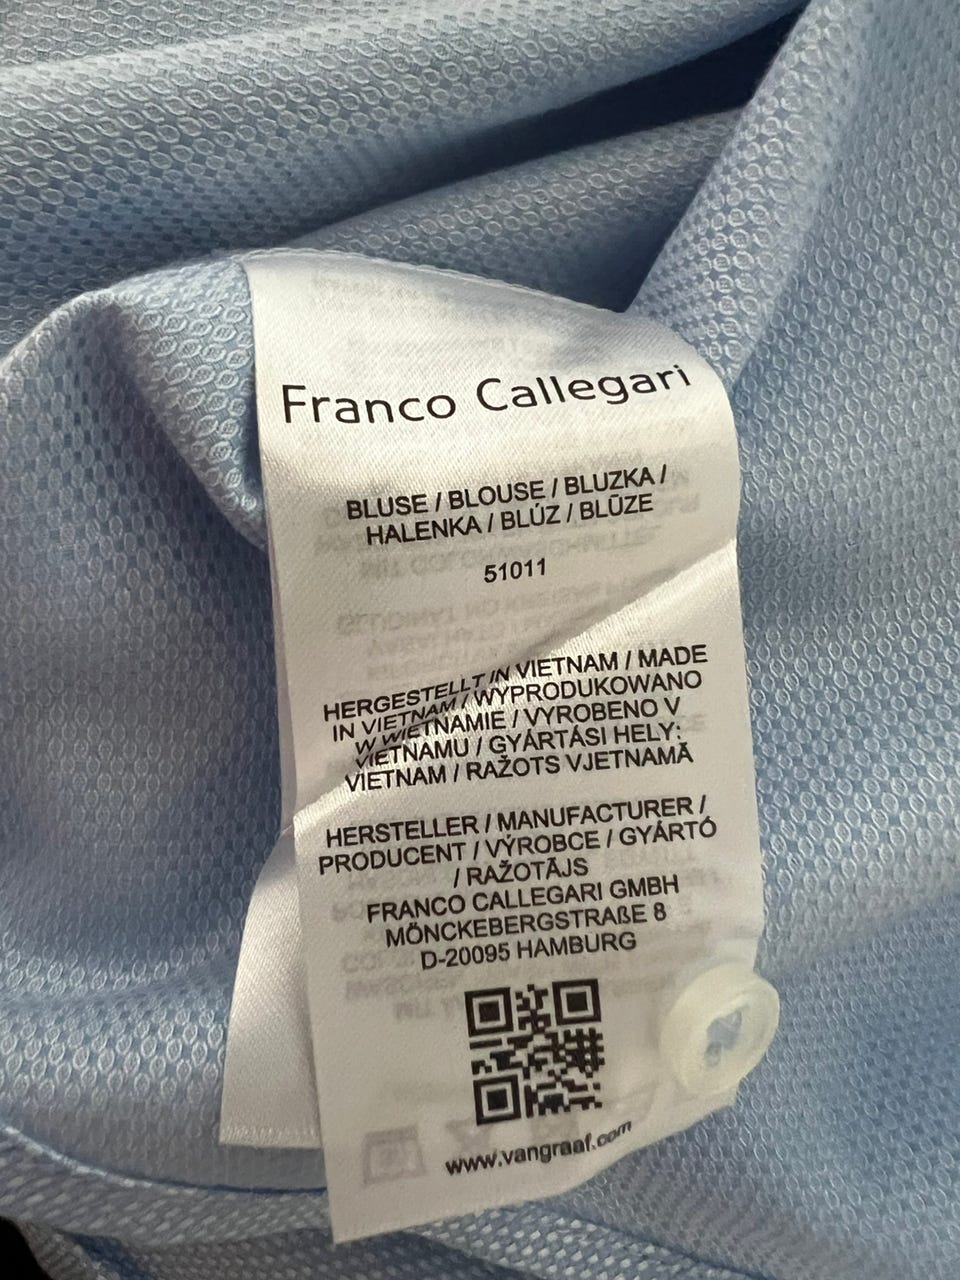 Franco Callegari
BLUSE / BLOUSE / BLUZKA /
HALENKA / BLÚZ / BLŪZE
51011
HERGESTELLT IN VIETNAM / MADE
IN VIETNAM / WYPRODUKOWANO
W WIETNAMIE / VYROBENO V
VIETNAMU / GYÁRTÁSI HELY:
VIETNAM / RAŽOTS VJETNAMĀ
HERSTELLER / MANUFACTURER /
PRODUCENT / VÝROBCE / GYÁRTÓ
/ RAŽOTĀJS
FRANCO CALLEGARI GMBH
MÖNCKEBERGSTRAßE 8
D-20095 HAMBURG
www.vangraaf.com